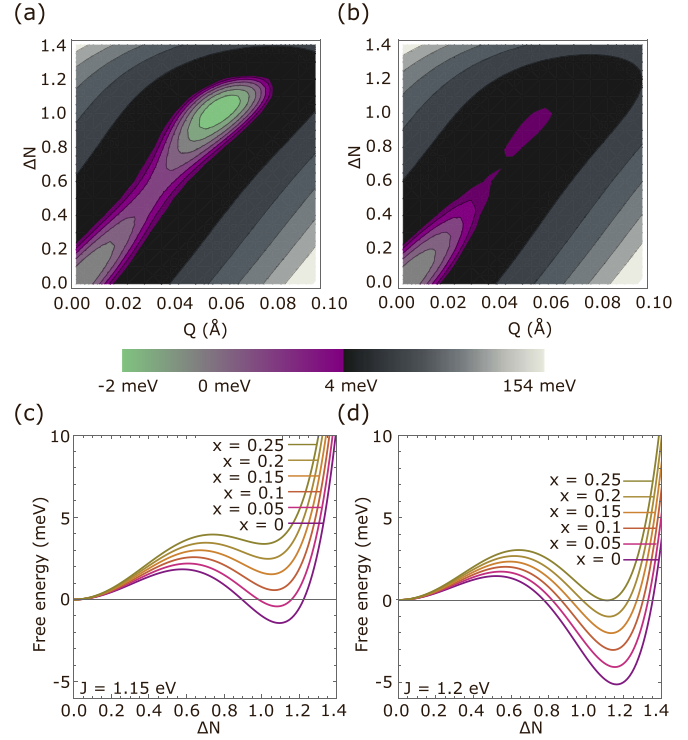 (a)
(b)
1.4
1.2
1.0
0.8
0.6
0.4
0.2
0.0
ΔN
0.00 0.02 0.04 0.06 0.08 0.10
Q (Å)
1.4
1.2
1.0
0.8
0.6
0.4
0.2
0.0
ΔN
0.00 0.02 0.04 0.06 0.08 0.10
Q (Å)
-2 meV 0 meV 4 meV 154 meV
(c)
(d)
10
5
0
-5
Free energy (meV)
x = 0.25
x = 0.2
x = 0.15
x = 0.1
x = 0.05
x = 0
J = 1.15 eV
0.0 0.2 0.4 0.6 0.8 1.0 1.2 1.4
ΔN
10
5
0
-5
Free energy (meV)
x = 0.25
x = 0.2
x = 0.15
x = 0.1
x = 0.05
x = 0
J = 1.2 eV
0.0 0.2 0.4 0.6 0.8 1.0 1.2 1.4
ΔN